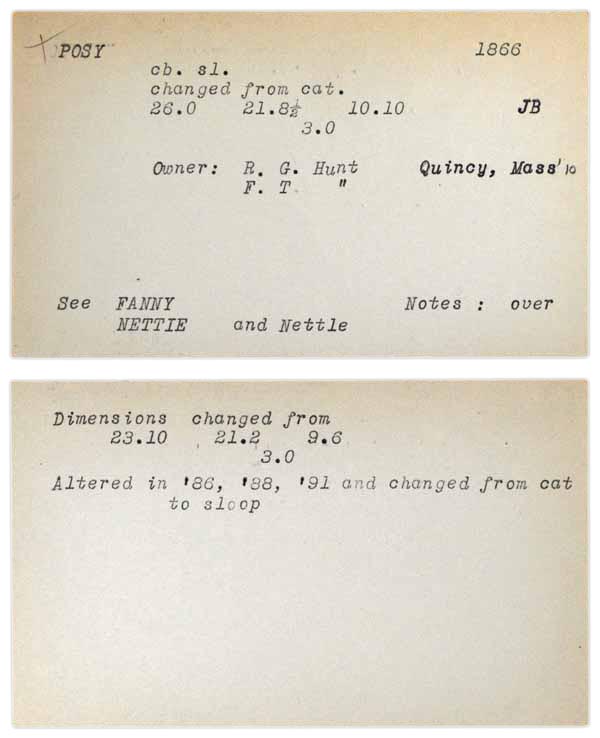 POSY 1866
cb. sl.
changed from cat.
26.0 21.8½ 10.10 JB
3.0
Owner: R. G. Hunt Quincy, Mass '10
F. T. "
See FANNY Notes : over
NETTIE and Nettle
Dimensions changed from
23.10 21.2 9.6
3.0
Altered in '86, '88, '91 and changed from cat
to sloop